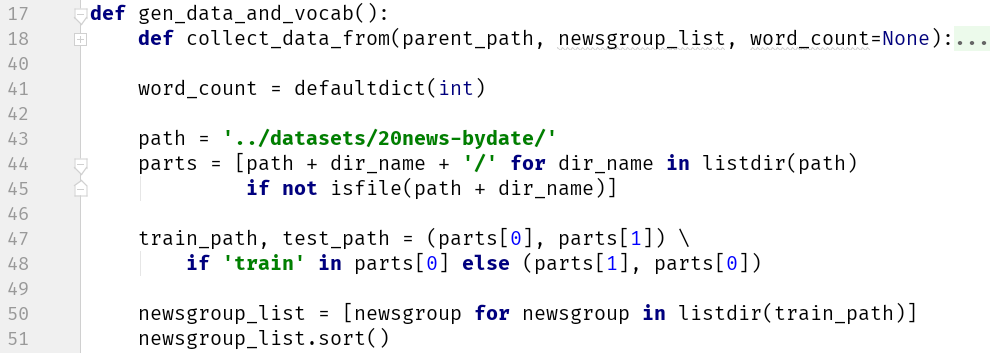 17 def gen_data_and_vocab():
18     def collect_data_from(parent_path, newsgroup_list, word_count=None):...
40
41     word_count = defaultdict(int)
42
43     path = '../datasets/20news-bydate/'
44     parts = [path + dir_name + '/' for dir_name in listdir(path)
45              if not isfile(path + dir_name)]
46
47     train_path, test_path = (parts[0], parts[1]) \
48         if 'train' in parts[0] else (parts[1], parts[0])
49
50     newsgroup_list = [newsgroup for newsgroup in listdir(train_path)]
51     newsgroup_list.sort()